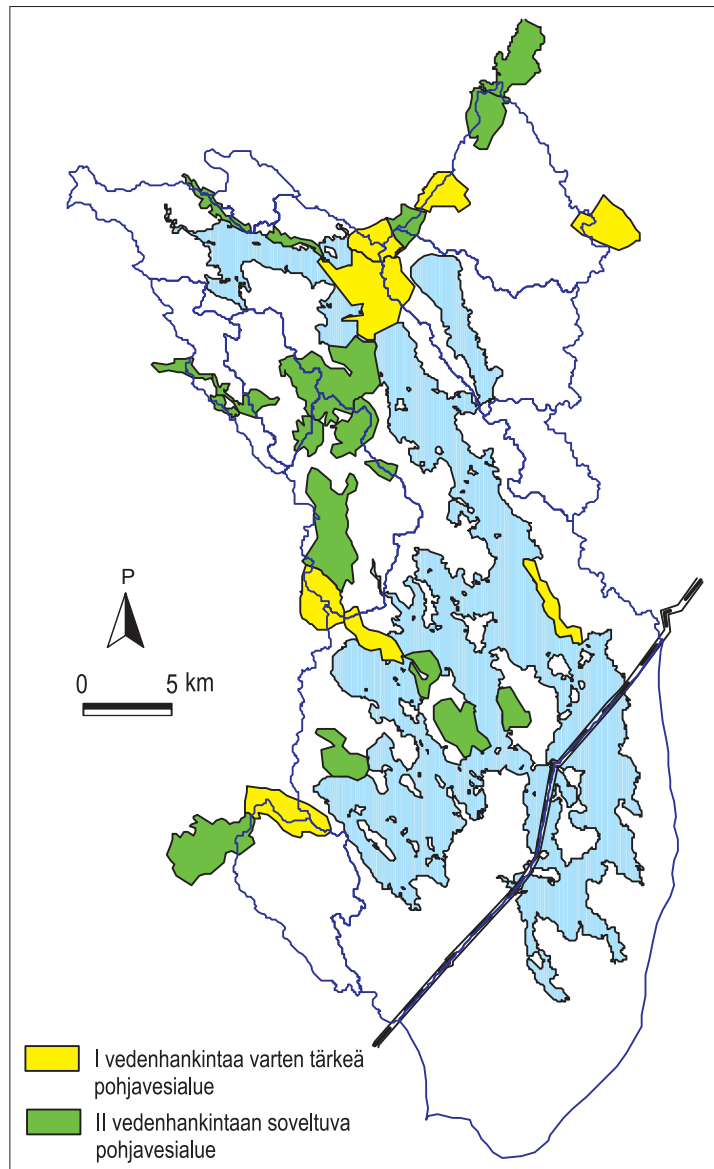 P
0 5 km
I vedenhankintaa varten tärkeä
pohjavesialue
II vedenhankintaan soveltuva
pohjavesialue